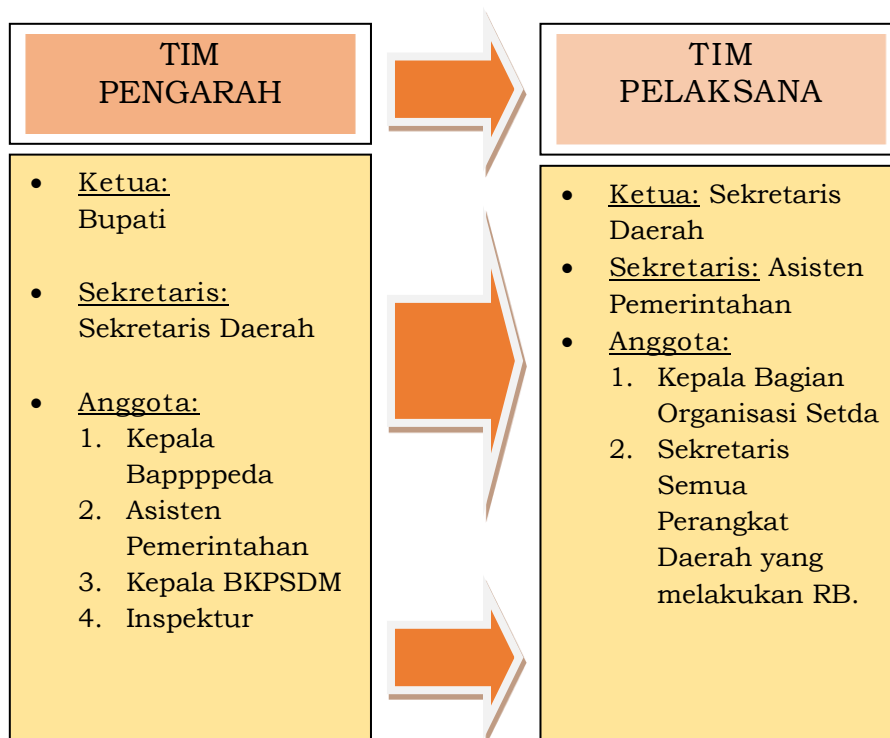 TIM
PENGARAH
• Ketua:
Bupati
• Sekretaris:
Sekretaris Daerah
• Anggota:
1. Kepala
Bappppeda
2. Asisten
Pemerintahan
3. Kepala BKPSDM
4. Inspektur
TIM
PELAKSANA
• Ketua: Sekretaris
Daerah
• Sekretaris: Asisten
Pemerintahan
• Anggota:
1. Kepala Bagian
Organisasi Setda
2. Sekretaris
Semua
Perangkat
Daerah yang
melakukan RB.